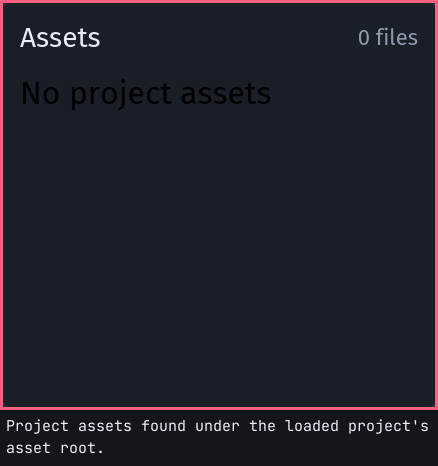 Assets
0 files
No project assets
Project assets found under the loaded project's
asset root.